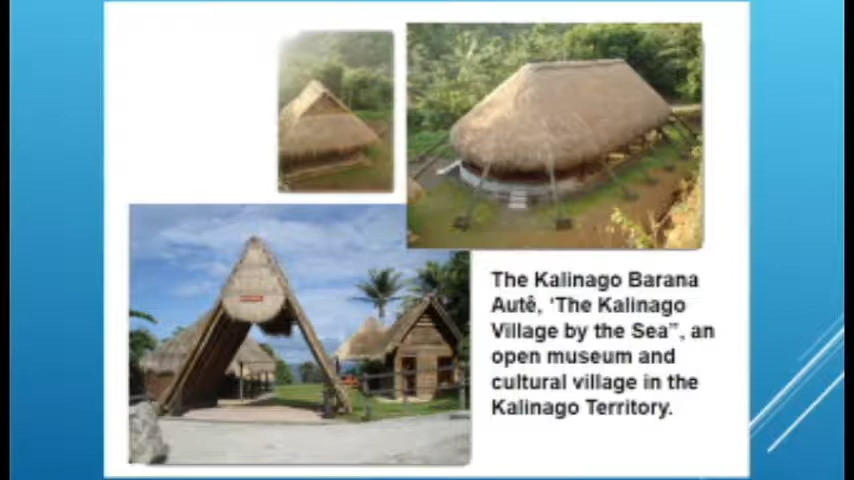 The Kalinago Barana
Autê, ‘The Kalinago
Village by the Sea”, an
open museum and
cultural village in the
Kalinago Territory.